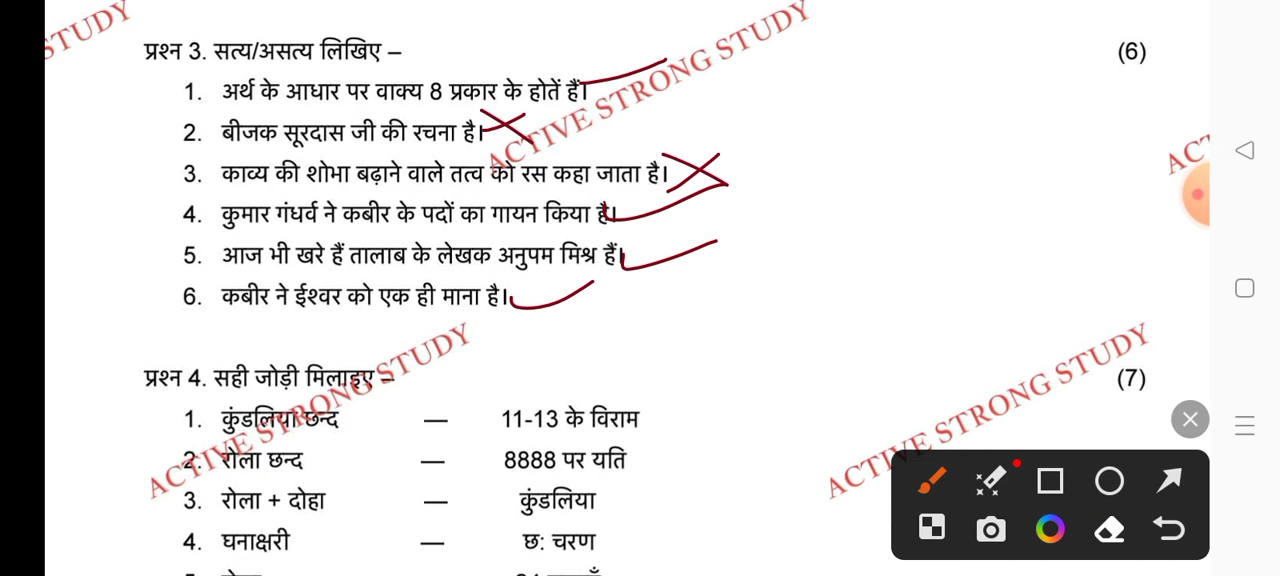 प्रश्न 3. सत्य/असत्य लिखिए – (6)
1. अर्थ के आधार पर वाक्य 8 प्रकार के होतें हैं।
2. बीजक सूरदास जी की रचना है।
3. काव्य की शोभा बढ़ाने वाले तत्व को रस कहा जाता है।
4. कुमार गंधर्व ने कबीर के पदों का गायन किया है।
5. आज भी खरे हैं तालाब के लेखक अनुपम मिश्र हैं।
6. कबीर ने ईश्वर को एक ही माना है।
प्रश्न 4. सही जोड़ी मिलाइए – (7)
1. कुंडलिया छन्द — 11-13 के विराम
2. रोला छन्द — 8888 पर यति
3. रोला + दोहा — कुंडलिया
4. घनाक्षरी — छ: चरण
STUDY
ACTIVE STRONG STUDY
ACT
ACTIVE STRONG STUDY
ACTIVE STRONG STUDY